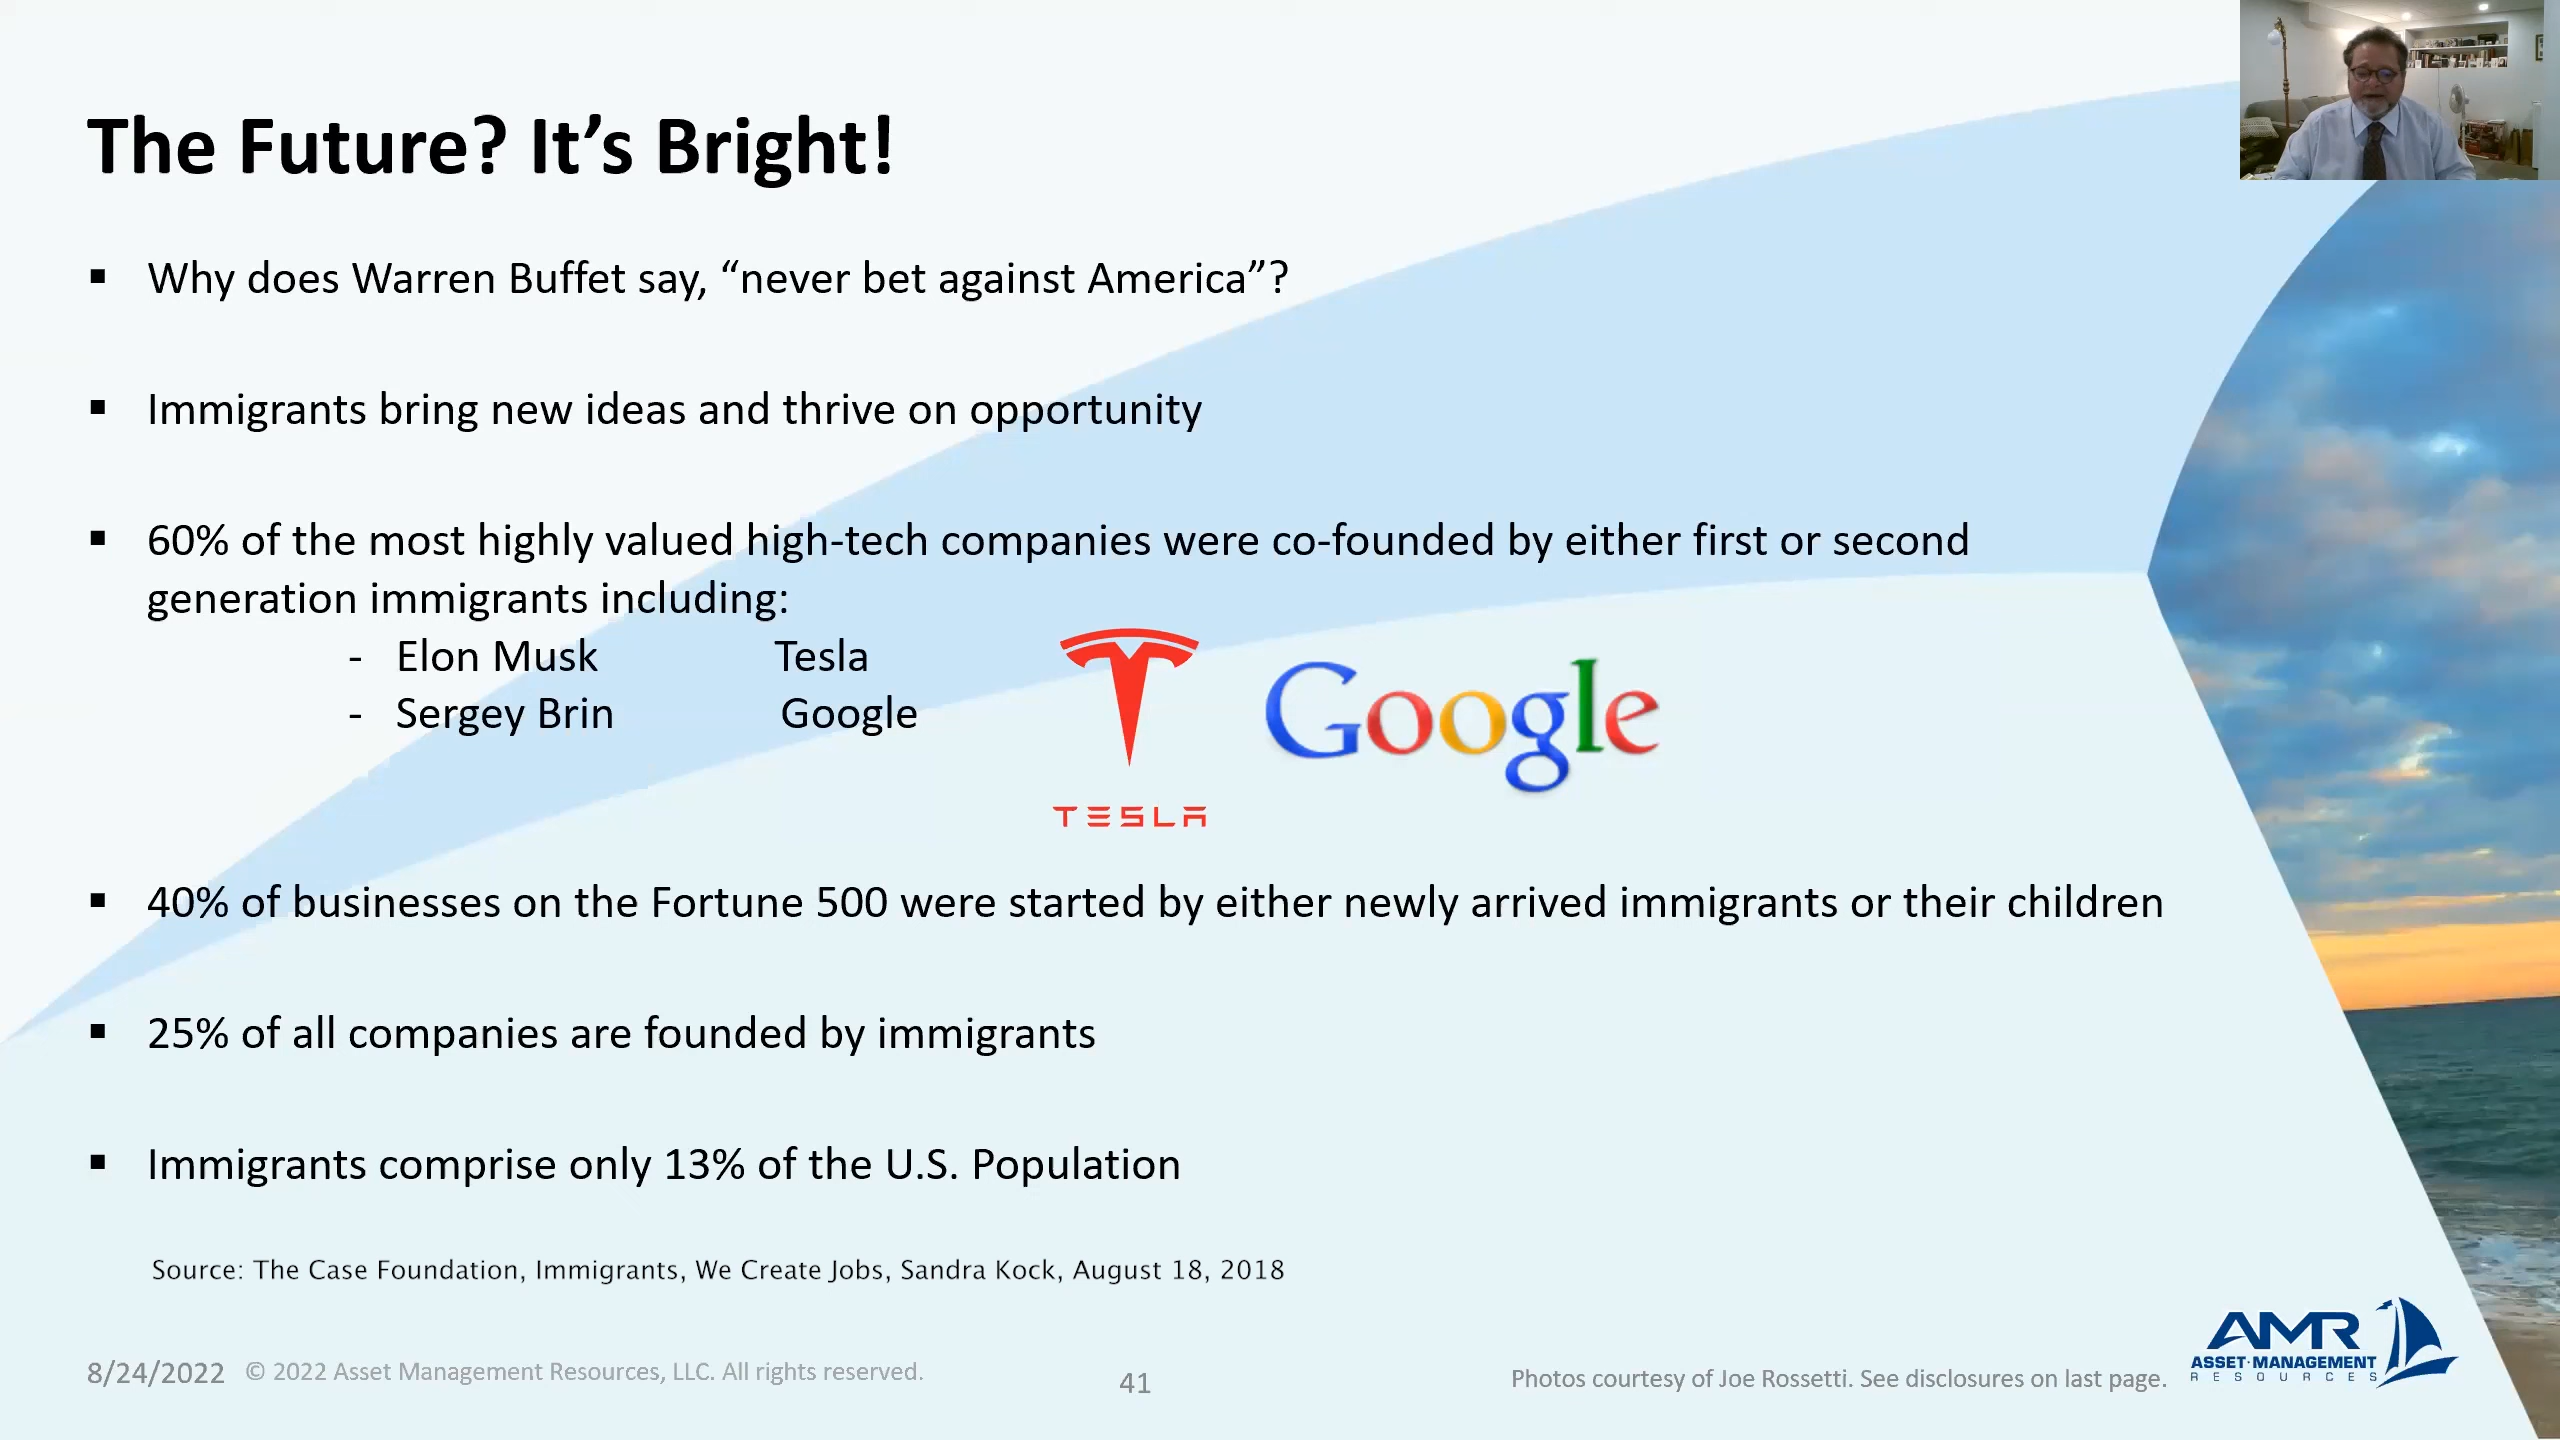 The Future? It’s Bright!
▪ Why does Warren Buffet say, “never bet against America”?
▪ Immigrants bring new ideas and thrive on opportunity
▪ 60% of the most highly valued high-tech companies were co-founded by either first or second
generation immigrants including:
- Elon Musk Tesla
- Sergey Brin Google
TESLA
Google
▪ 40% of businesses on the Fortune 500 were started by either newly arrived immigrants or their children
▪ 25% of all companies are founded by immigrants
▪ Immigrants comprise only 13% of the U.S. Population
Source: The Case Foundation, Immigrants, We Create Jobs, Sandra Kock, August 18, 2018
8/24/2022 © 2022 Asset Management Resources, LLC. All rights reserved.
41
Photos courtesy of Joe Rossetti. See disclosures on last page.
AMR
ASSET·MANAGEMENT
RESOURCES